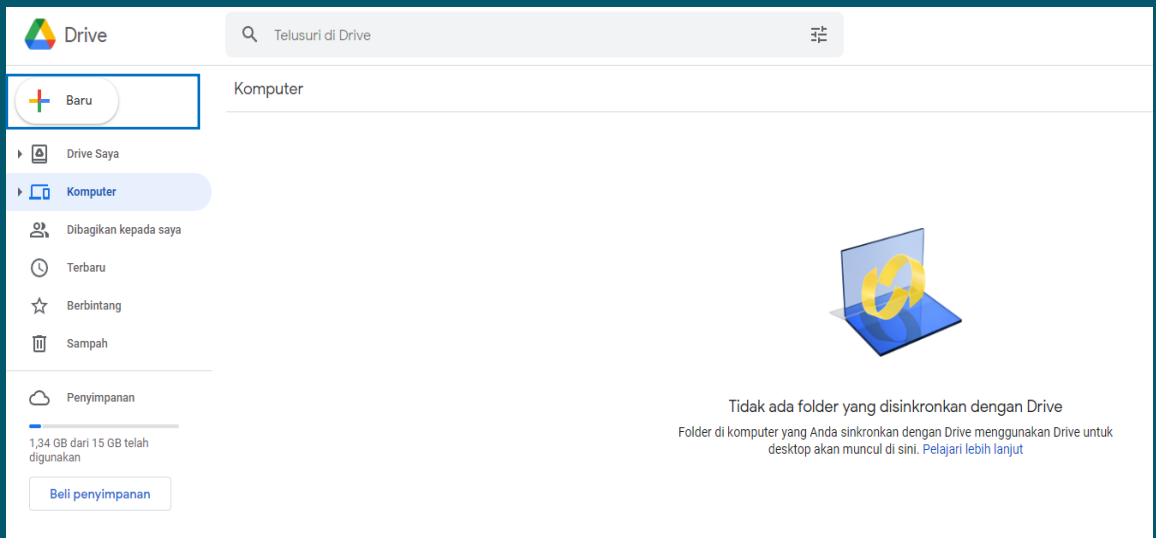 Drive
Telusuri di Drive
Baru
Komputer
Drive Saya
Komputer
Dibagikan kepada saya
Terbaru
Berbintang
Sampah
Penyimpanan
1,34 GB dari 15 GB telah
digunakan
Beli penyimpanan
Tidak ada folder yang disinkronkan dengan Drive
Folder di komputer yang Anda sinkronkan dengan Drive menggunakan Drive untuk
desktop akan muncul di sini. Pelajari lebih lanjut